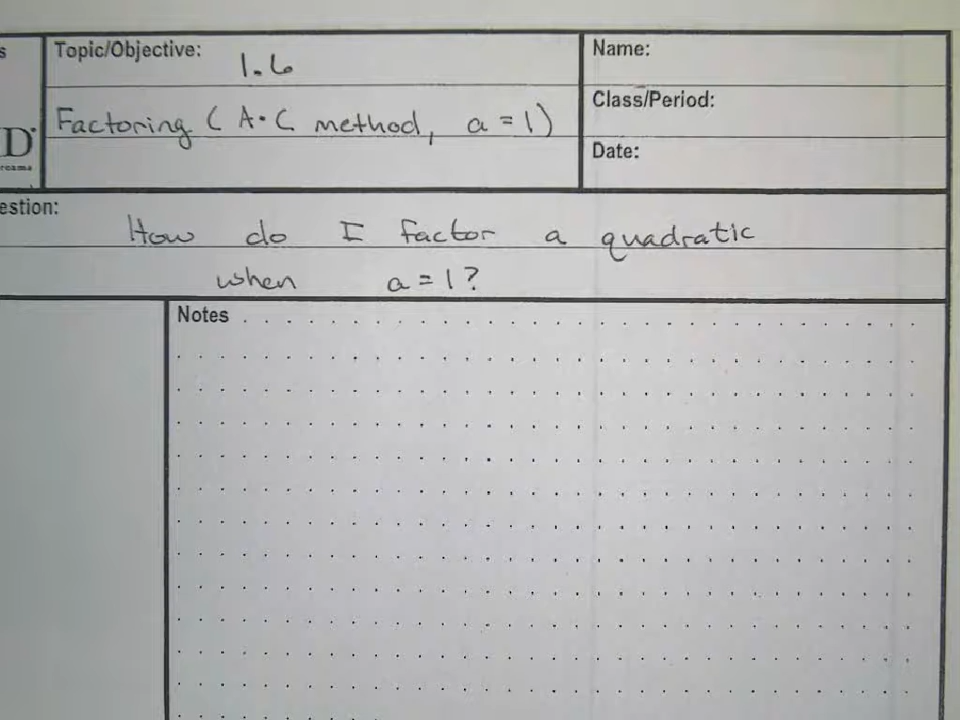 s
Topic/Objective: 1.6
Factoring (A·C method, a=1)
D
reams
Name:
Class/Period:
Date:
estion:
How do I factor a quadratic
when a=1?
Notes